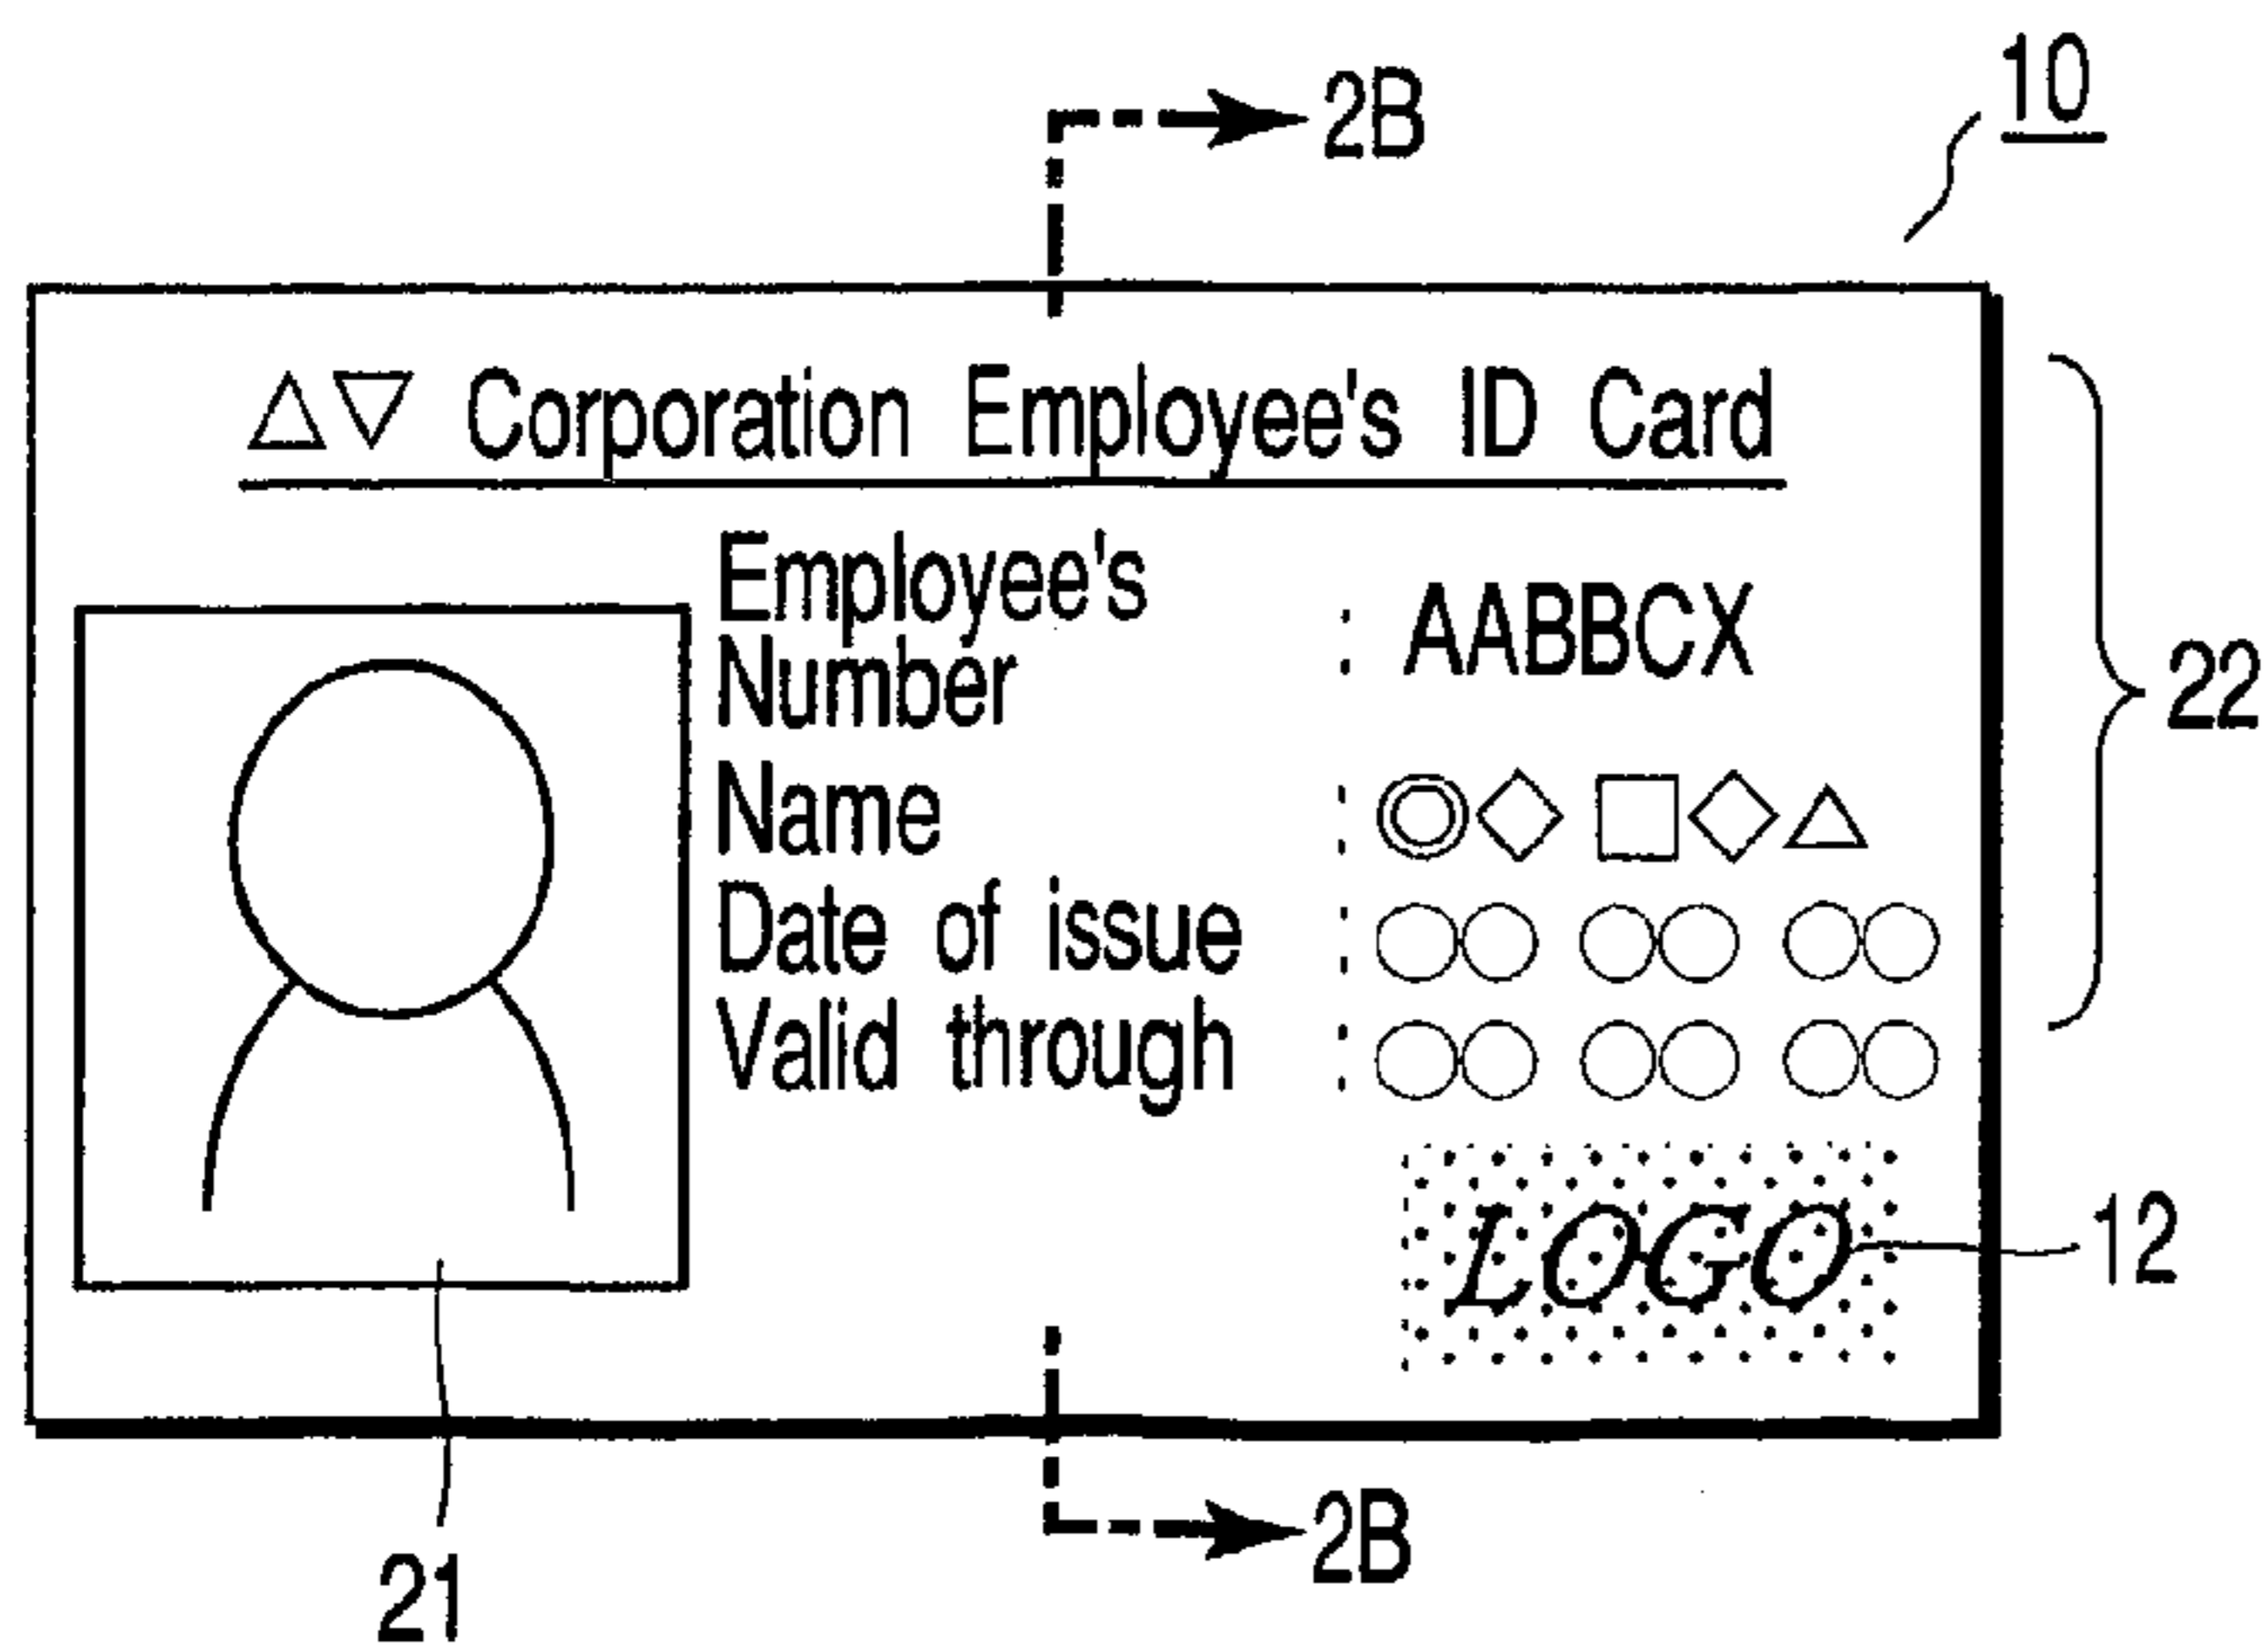 10
2B
△▽ Corporation Employee's ID Card
Employee's
Number : AABBCX
Name : ◎◇ □◇△
Date of issue : ○○ ○○ ○○
Valid through : ○○ ○○ ○○
22
LOGO
12
2B
21